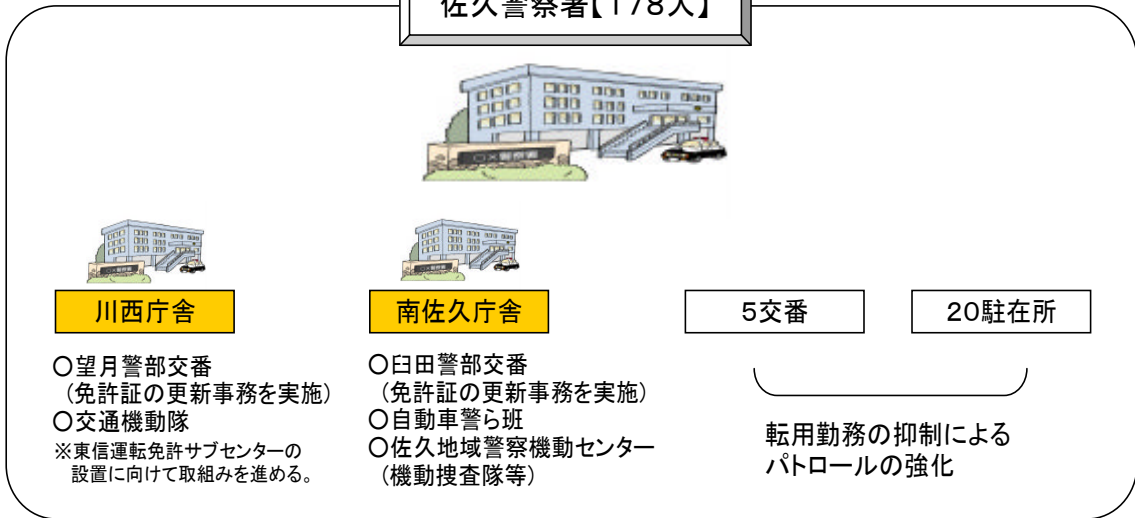 佐久警察署【178人】
川西庁舎
○望月警部交番
(免許証の更新事務を実施)
○交通機動隊
※東信運転免許サブセンターの
設置に向けて取組みを進める。
南佐久庁舎
○臼田警部交番
(免許証の更新事務を実施)
○自動車警ら班
○佐久地域警察機動センター
(機動捜査隊等)
5交番
20駐在所
転用勤務の抑制による
パトロールの強化